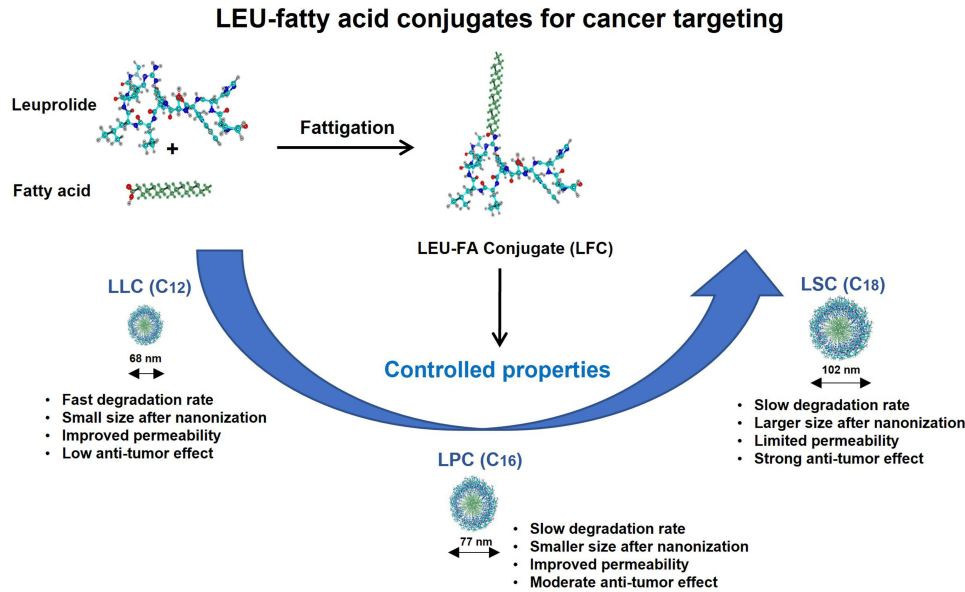 LEU-fatty acid conjugates for cancer targeting
Leuprolide
+
Fatty acid
Fattigation
LEU-FA Conjugate (LFC)
Controlled properties
LLC (C12)
68 nm
• Fast degradation rate
• Small size after nanonization
• Improved permeability
• Low anti-tumor effect
LPC (C16)
77 nm
• Slow degradation rate
• Smaller size after nanonization
• Improved permeability
• Moderate anti-tumor effect
LSC (C18)
102 nm
• Slow degradation rate
• Larger size after nanonization
• Limited permeability
• Strong anti-tumor effect